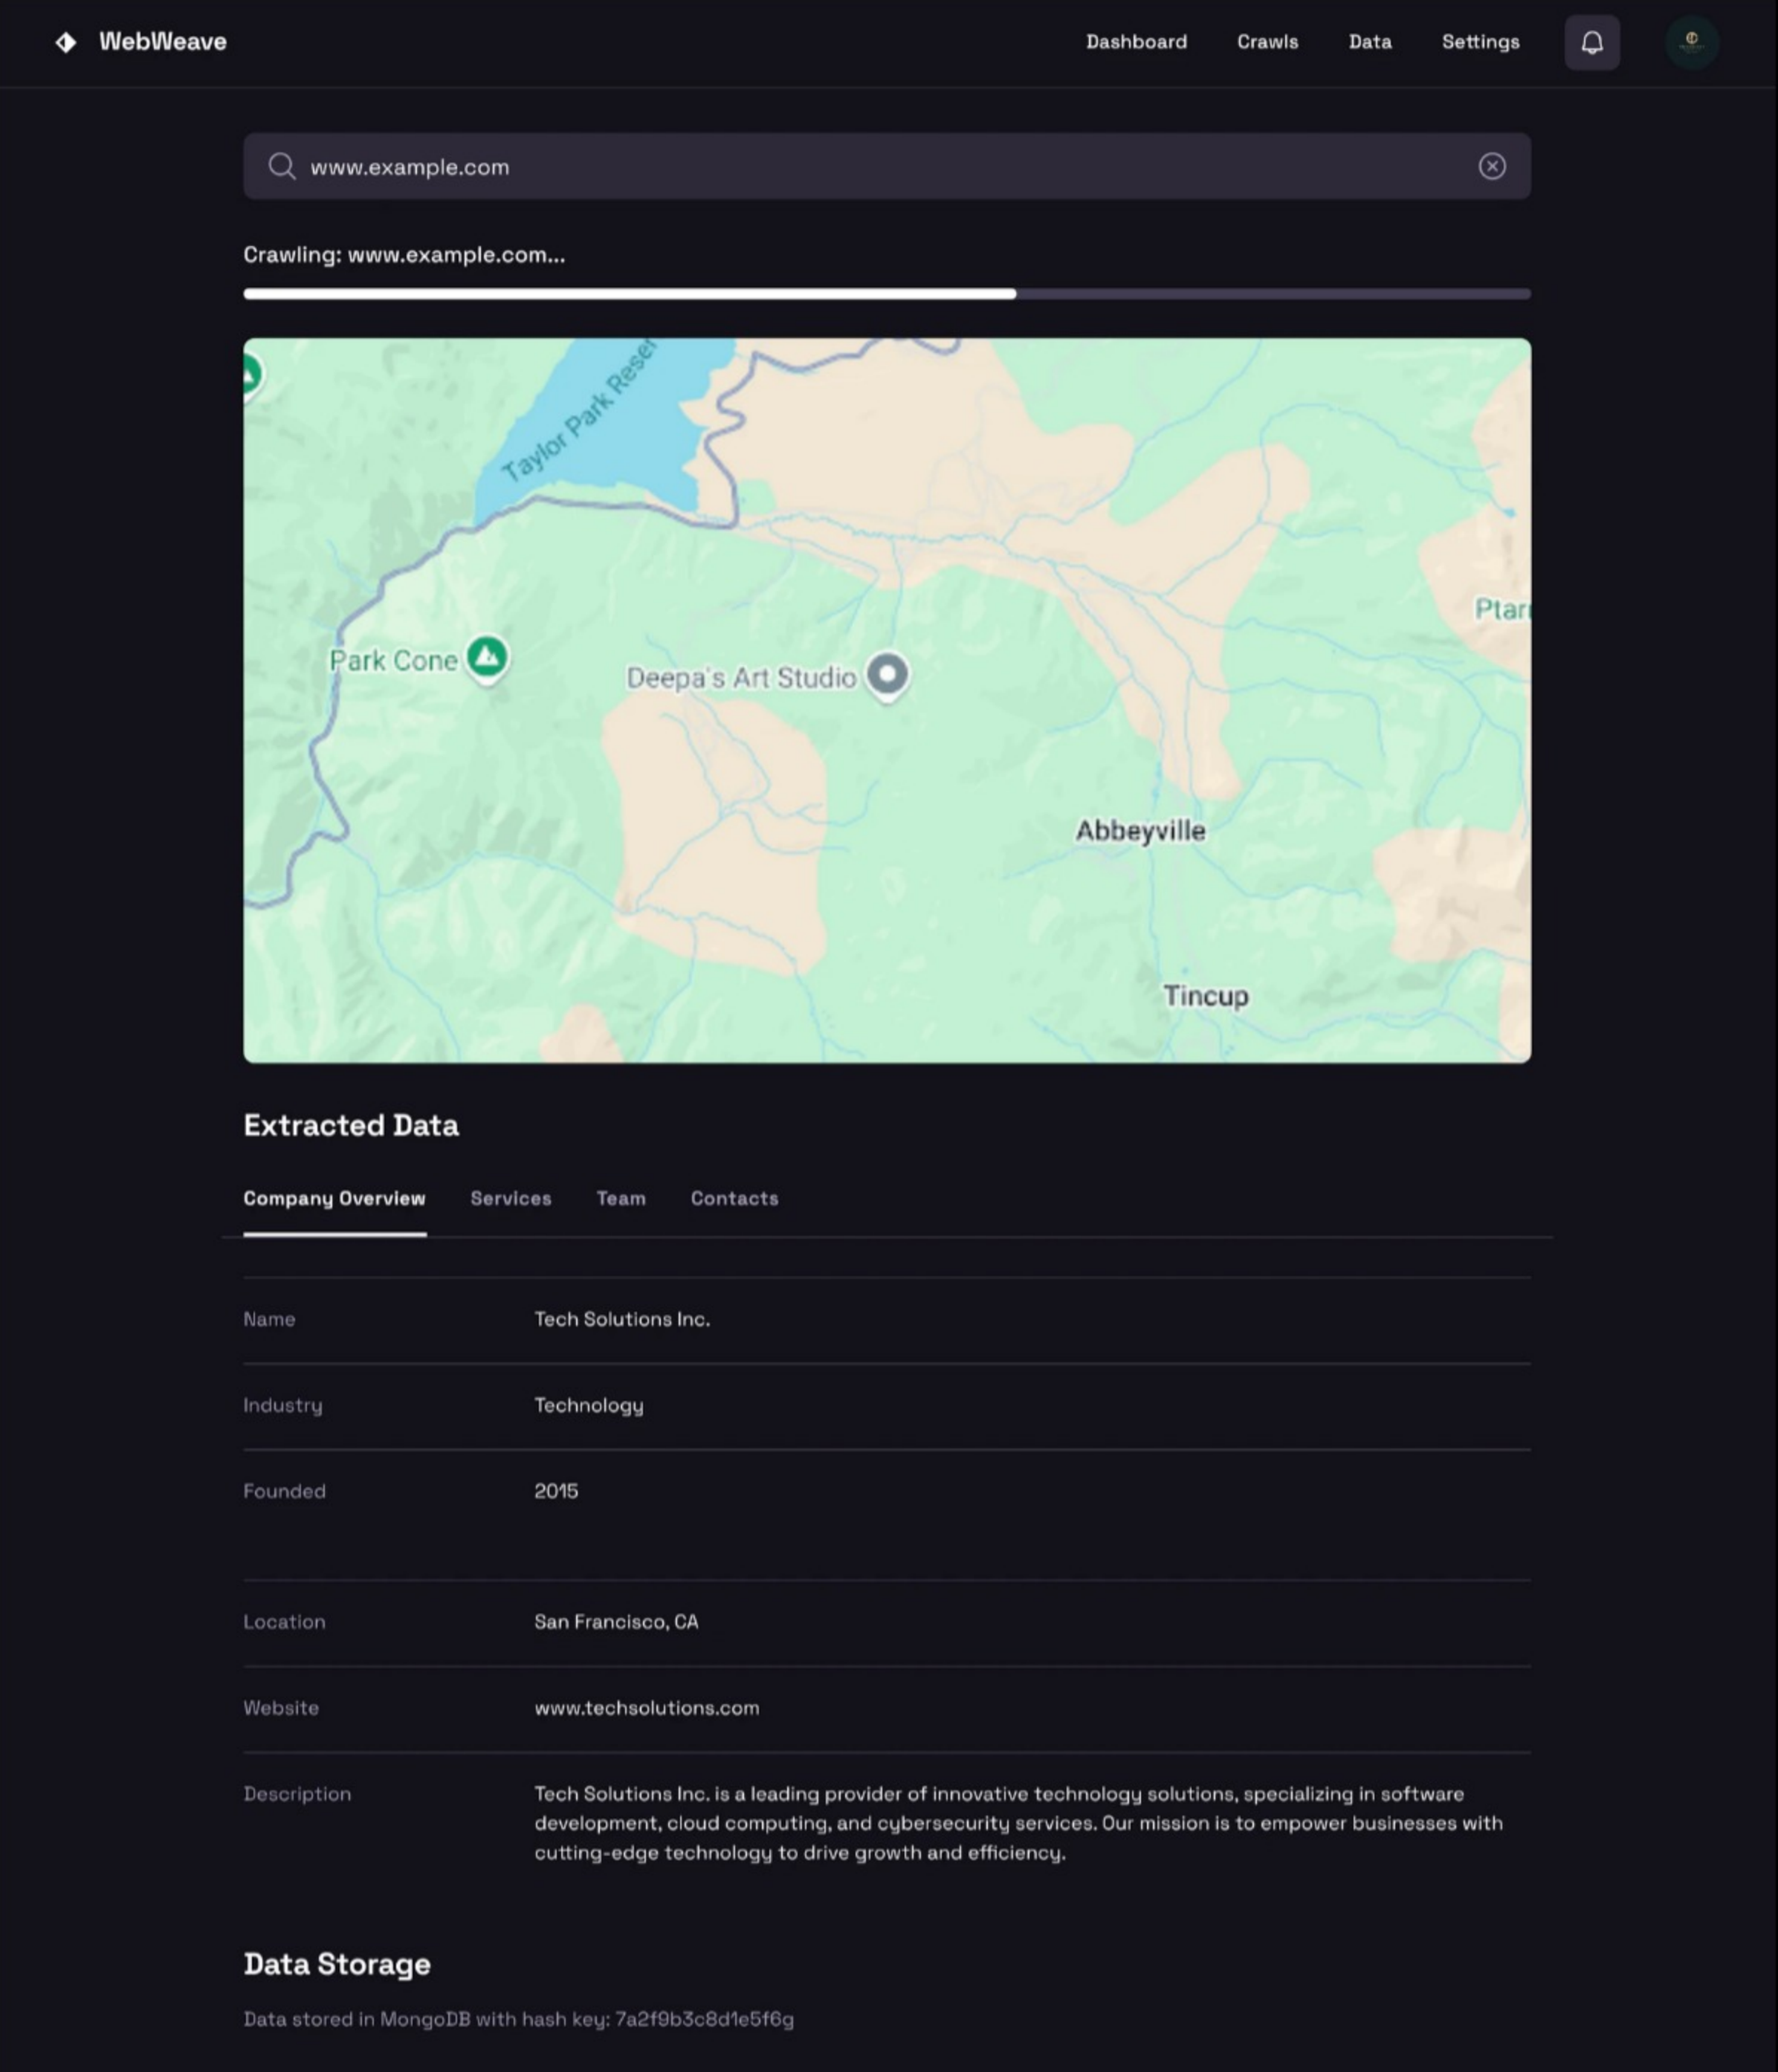 WebWeave
Dashboard
Crawls
Data
Settings
www.example.com
Crawling: www.example.com...
Taylor Park Reser
Park Cone
Deepa's Art Studio
Ptarı
Abbeyville
Tincup
Extracted Data
Company Overview
Services
Team
Contacts
Name
Tech Solutions Inc.
Industry
Technology
Founded
2015
Location
San Francisco, CA
Website
www.techsolutions.com
Description
Tech Solutions Inc. is a leading provider of innovative technology solutions, specializing in software
development, cloud computing, and cybersecurity services. Our mission is to empower businesses with
cutting-edge technology to drive growth and efficiency.
Data Storage
Data stored in MongoDB with hash key: 7a2f9b3c8d1e5f6g